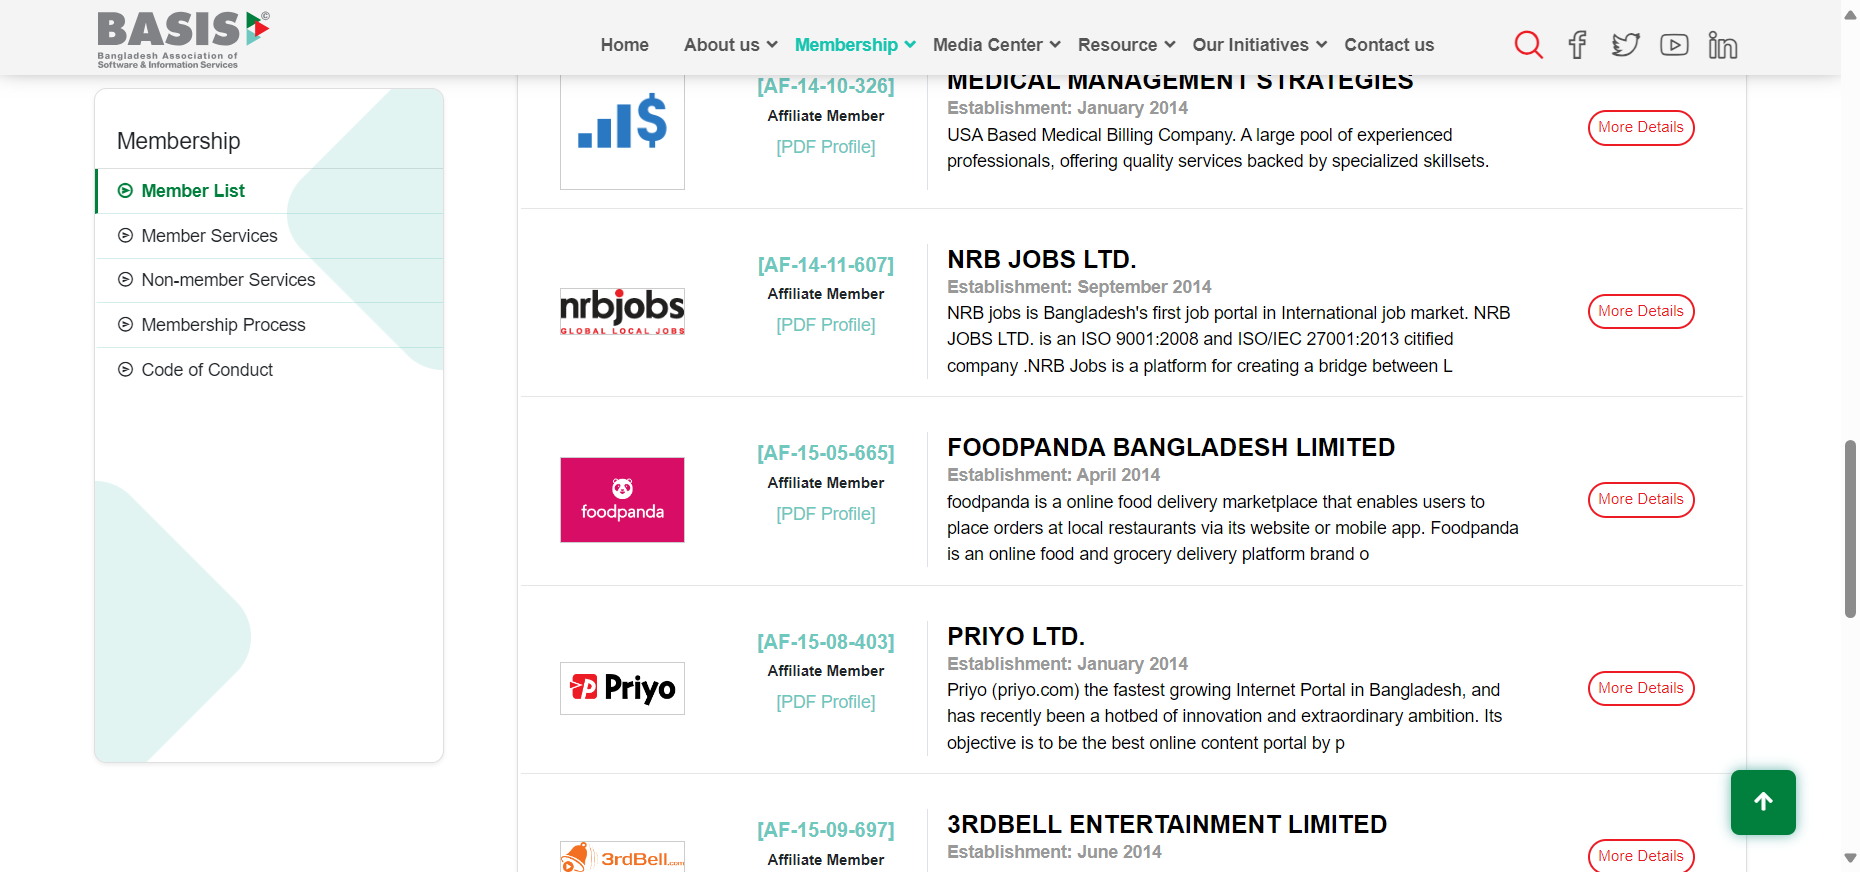 BASIS
©
Bangladesh Association of
Software & Information Services
Home
About us
Membership
Media Center
Resource
Our Initiatives
Contact us
Membership
Member List
Member Services
Non-member Services
Membership Process
Code of Conduct
[AF-14-10-326]
Affiliate Member
[PDF Profile]
MEDICAL MANAGEMENT STRATEGIES
Establishment: January 2014
USA Based Medical Billing Company. A large pool of experienced
professionals, offering quality services backed by specialized skillsets.
More Details
nrbjobs
GLOBAL LOCAL JOBS
[AF-14-11-607]
Affiliate Member
[PDF Profile]
NRB JOBS LTD.
Establishment: September 2014
NRB jobs is Bangladesh's first job portal in International job market. NRB
JOBS LTD. is an ISO 9001:2008 and ISO/IEC 27001:2013 citified
company .NRB Jobs is a platform for creating a bridge between L
More Details
foodpanda
[AF-15-05-665]
Affiliate Member
[PDF Profile]
FOODPANDA BANGLADESH LIMITED
Establishment: April 2014
foodpanda is a online food delivery marketplace that enables users to
place orders at local restaurants via its website or mobile app. Foodpanda
is an online food and grocery delivery platform brand o
More Details
Priyo
[AF-15-08-403]
Affiliate Member
[PDF Profile]
PRIYO LTD.
Establishment: January 2014
Priyo (priyo.com) the fastest growing Internet Portal in Bangladesh, and
has recently been a hotbed of innovation and extraordinary ambition. Its
objective is to be the best online content portal by p
More Details
3rdBell.com
[AF-15-09-697]
Affiliate Member
3RDBELL ENTERTAINMENT LIMITED
Establishment: June 2014
More Details